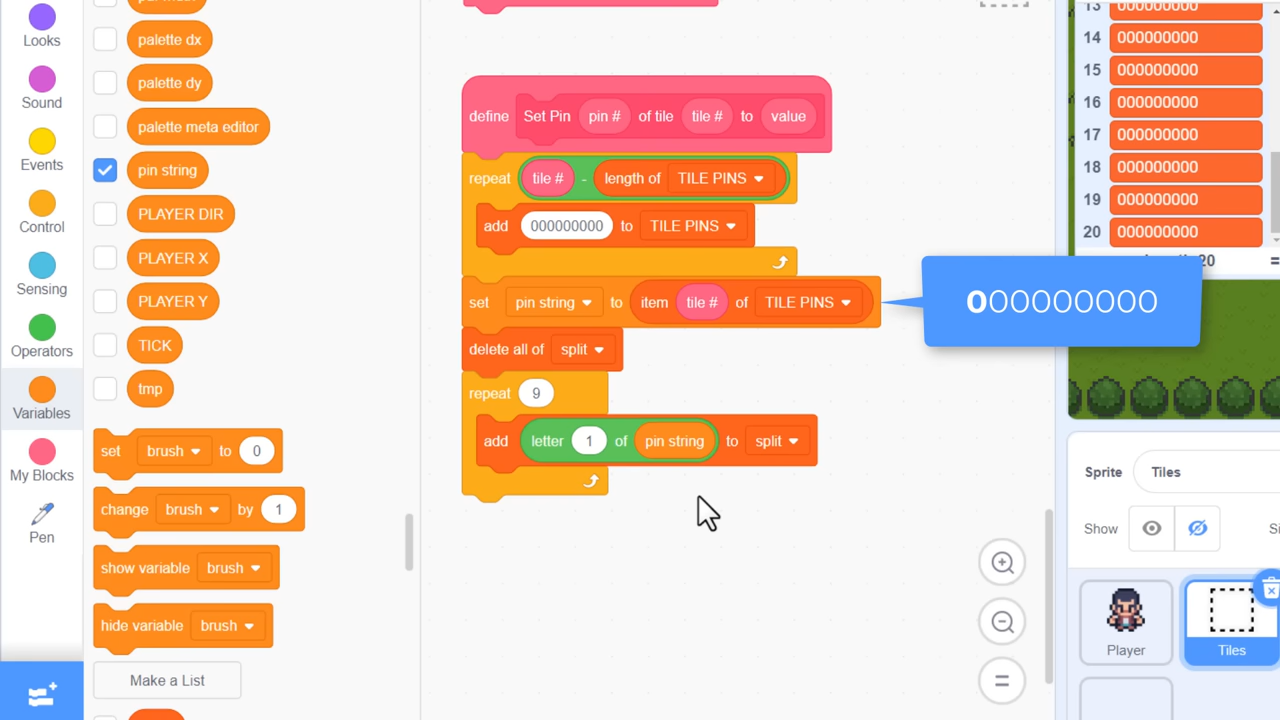 Looks
Sound
Events
Control
Sensing
Operators
Variables
My Blocks
Pen
palette dx
palette dy
palette meta editor
pin string
PLAYER DIR
PLAYER X
PLAYER Y
TICK
tmp
set brush to 0
change brush by 1
show variable brush
hide variable brush
Make a List
define Set Pin pin # of tile tile # to value
repeat tile # - length of TILE PINS
add 000000000 to TILE PINS
set pin string to item tile # of TILE PINS
delete all of split
repeat 9
add letter 1 of pin string to split
000000000
13 000000000
14 000000000
15 000000000
16 000000000
17 000000000
18 000000000
19 000000000
20 000000000
20 =
Sprite Tiles
Show
Player
Tiles